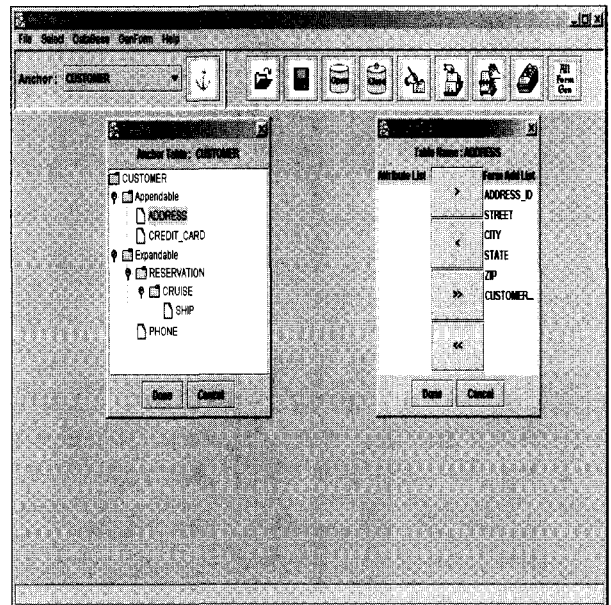 File Send DataBase GenForm Help
Anchor: CUSTOMER
All
Form
Gen
Anchor Table : CUSTOMER
CUSTOMER
Appendable
ADDRESS
CREDIT_CARD
Expandable
RESERVATION
CRUISE
SHIP
PHONE
Done Cancel
Table Name : ADDRESS
Attribute List Form Add List
>
<
>>
<<
ADDRESS_ID
STREET
CITY
STATE
ZIP
CUSTOMER_
Done Cancel